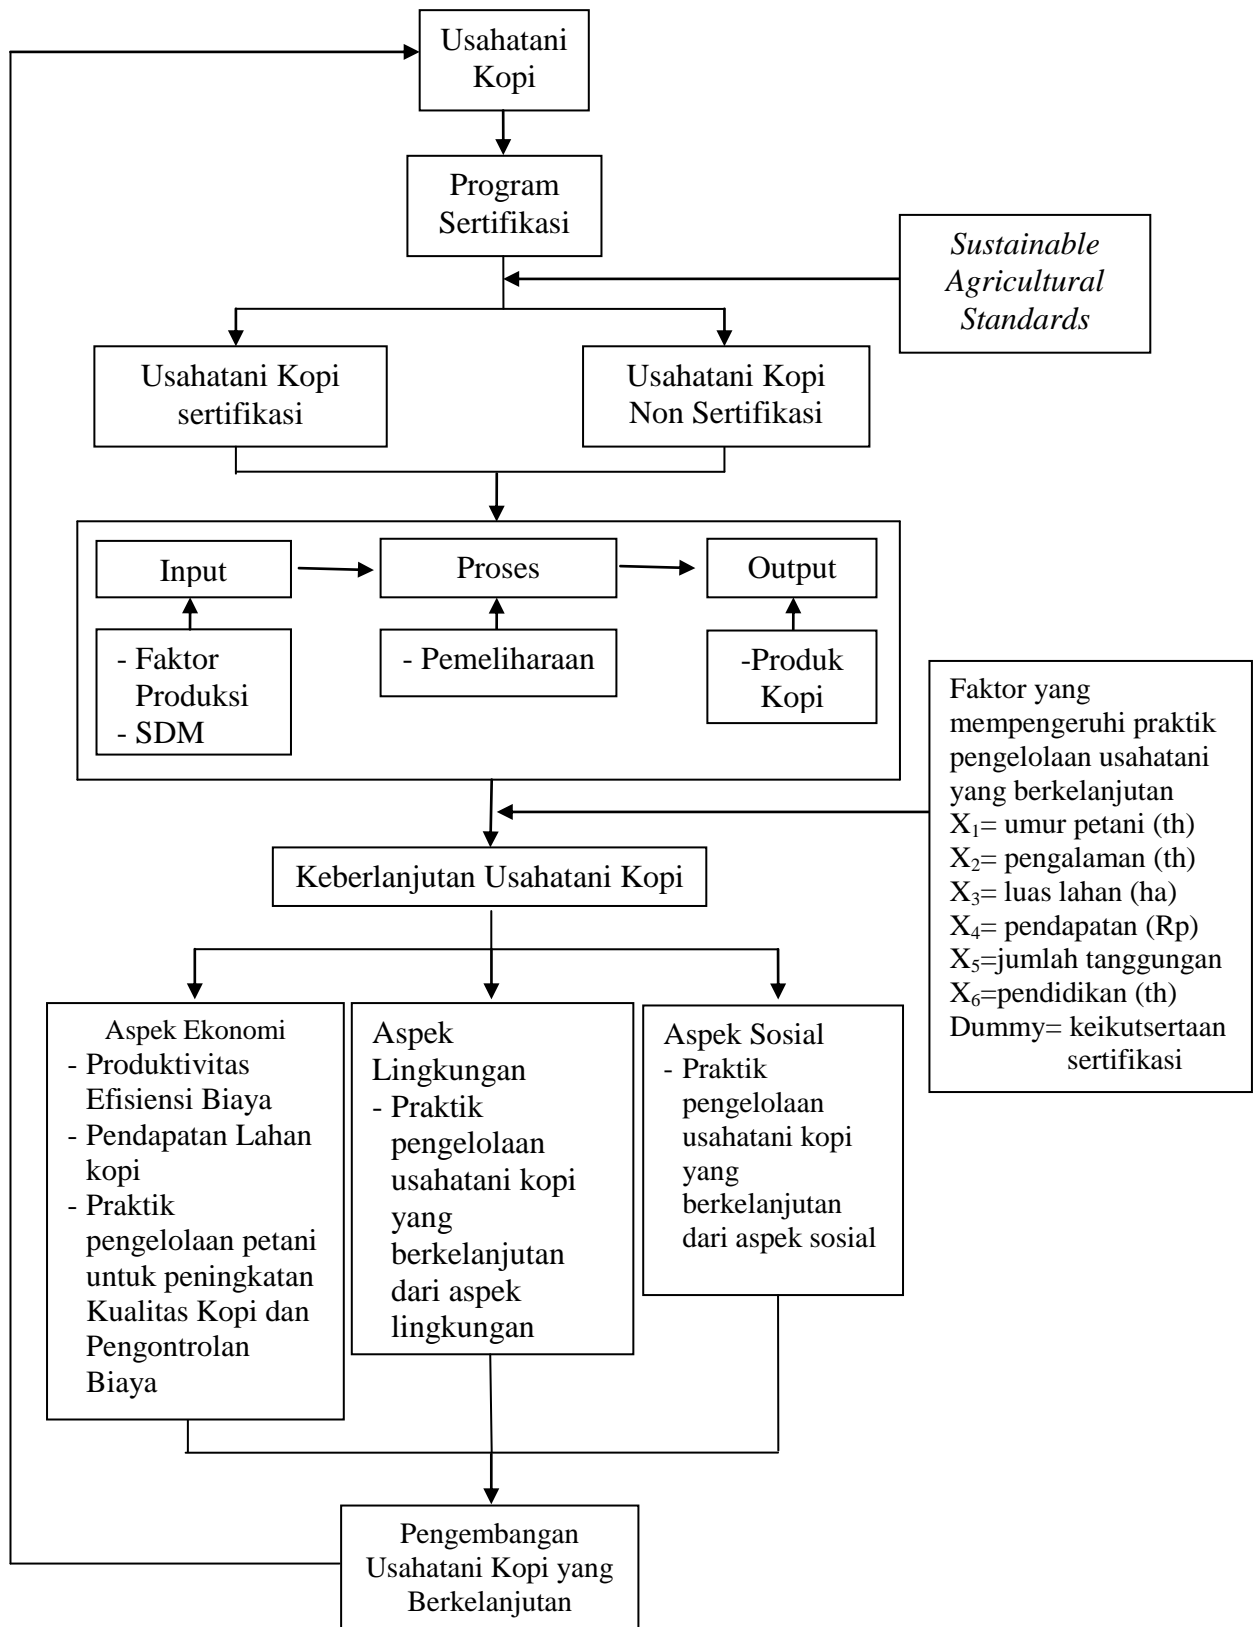 Usahatani
Kopi
Program
Sertifikasi
Sustainable
Agricultural
Standards
Usahatani Kopi
sertifikasi
Usahatani Kopi
Non Sertifikasi
Input
Proses
Output
- Faktor
Produksi
- SDM
- Pemeliharaan
-Produk
Kopi
Faktor yang
mempengeruhi praktik
pengelolaan usahatani
yang berkelanjutan
X₁= umur petani (th)
X₂= pengalaman (th)
X₃= luas lahan (ha)
X₄= pendapatan (Rp)
X₅=jumlah tanggungan
X₆=pendidikan (th)
Dummy= keikutsertaan
sertifikasi
Keberlanjutan Usahatani Kopi
Aspek Ekonomi
- Produktivitas
Efisiensi Biaya
- Pendapatan Lahan
kopi
- Praktik
pengelolaan petani
untuk peningkatan
Kualitas Kopi dan
Pengontrolan
Biaya
Aspek
Lingkungan
- Praktik
pengelolaan
usahatani kopi
yang
berkelanjutan
dari aspek
lingkungan
Aspek Sosial
- Praktik
pengelolaan
usahatani kopi
yang
berkelanjutan
dari aspek sosial
Pengembangan
Usahatani Kopi yang
Berkelanjutan